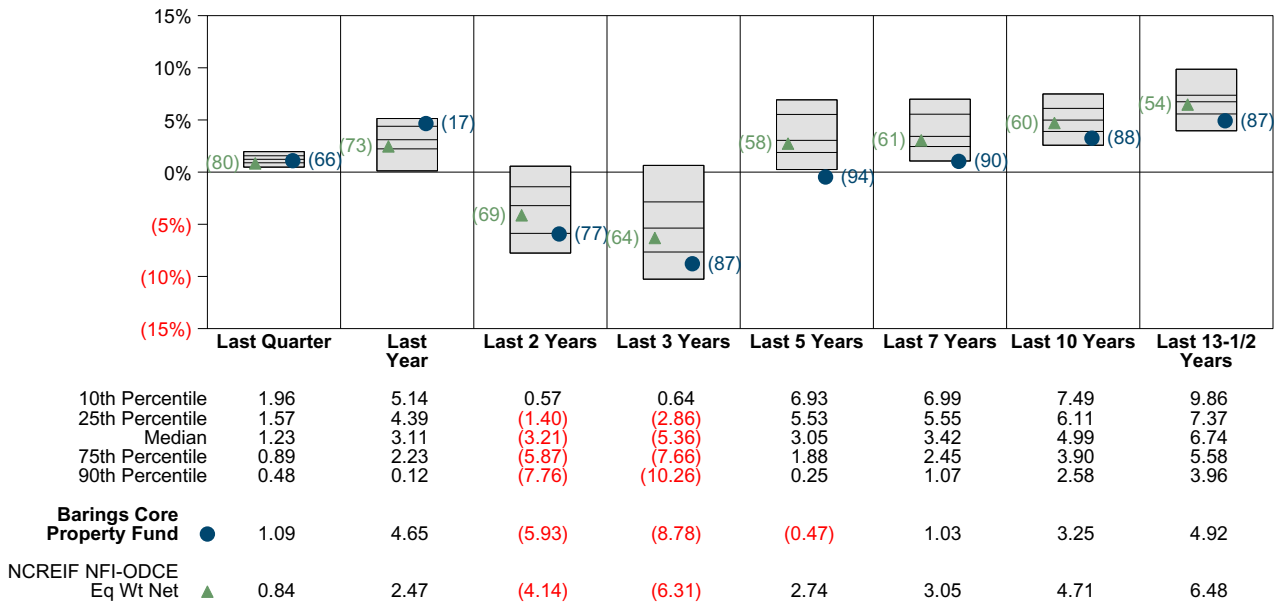 15%
10%
5%
0%
(5%)
(10%)
(15%)
(80) (66)
(73) (17)
(69) (77)
(64) (87)
(58) (94)
(61) (90)
(60) (88)
(54) (87)
Last Quarter Last Year Last 2 Years Last 3 Years Last 5 Years Last 7 Years Last 10 Years Last 13-1/2 Years
10th Percentile 1.96 5.14 0.57 0.64 6.93 6.99 7.49 9.86
25th Percentile 1.57 4.39 (1.40) (2.86) 5.53 5.55 6.11 7.37
Median 1.23 3.11 (3.21) (5.36) 3.05 3.42 4.99 6.74
75th Percentile 0.89 2.23 (5.87) (7.66) 1.88 2.45 3.90 5.58
90th Percentile 0.48 0.12 (7.76) (10.26) 0.25 1.07 2.58 3.96
Barings Core
Property Fund 1.09 4.65 (5.93) (8.78) (0.47) 1.03 3.25 4.92
NCREIF NFI-ODCE
Eq Wt Net 0.84 2.47 (4.14) (6.31) 2.74 3.05 4.71 6.48